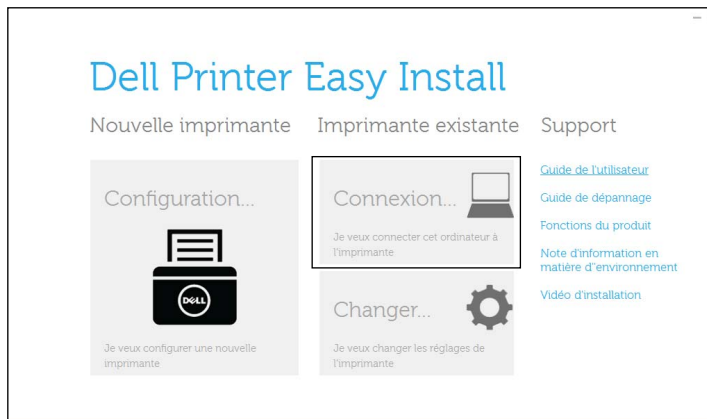 Dell Printer Easy Install
Nouvelle imprimante
Imprimante existante
Support
Configuration...
DELL
Je veux configurer une nouvelle
imprimante
Connexion...
Je veux connecter cet ordinateur à
l'imprimante
Changer...
Je veux changer les réglages de
l'imprimante
Guide de l'utilisateur
Guide de dépannage
Fonctions du produit
Note d'information en
matière d''environnement
Vidéo d'installation